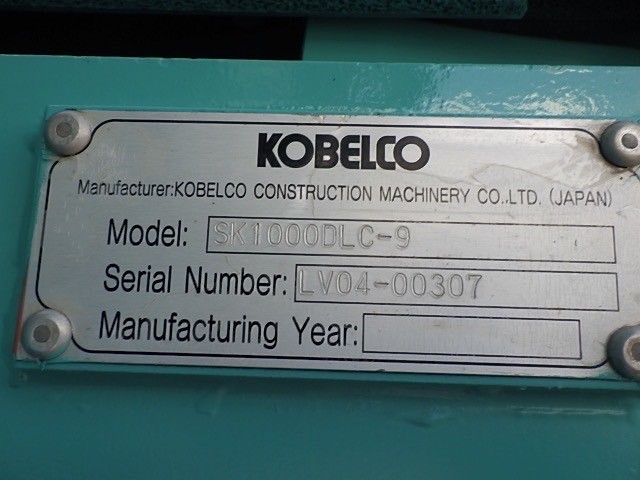 KOBELCO
Manufacturer:KOBELCO CONSTRUCTION MACHINERY CO.,LTD. (JAPAN)
Model: SK1000DLC-9
Serial Number: LV04-00307
Manufacturing Year: